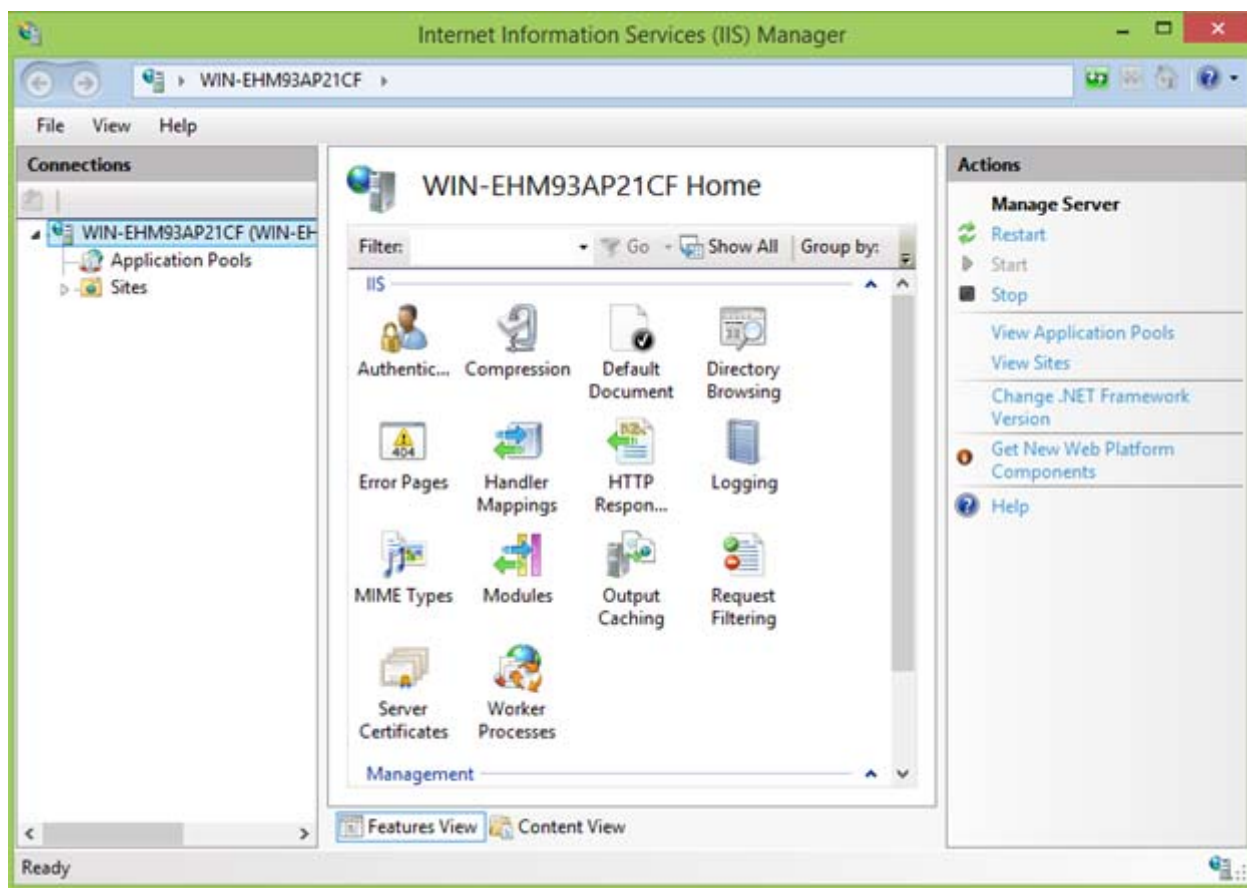 Internet Information Services (IIS) Manager
WIN-EHM93AP21CF
File View Help
Connections
WIN-EHM93AP21CF (WIN-EH
Application Pools
Sites
WIN-EHM93AP21CF Home
Filter: Go Show All Group by:
IIS
Authentic... Compression Default Directory
Document Browsing
404
Error Pages Handler HTTP Logging
Mappings Respon...
MIME Types Modules Output Request
Caching Filtering
Server Worker
Certificates Processes
Management
Features View Content View
Actions
Manage Server
Restart
Start
Stop
View Application Pools
View Sites
Change .NET Framework
Version
Get New Web Platform
Components
Help
Ready